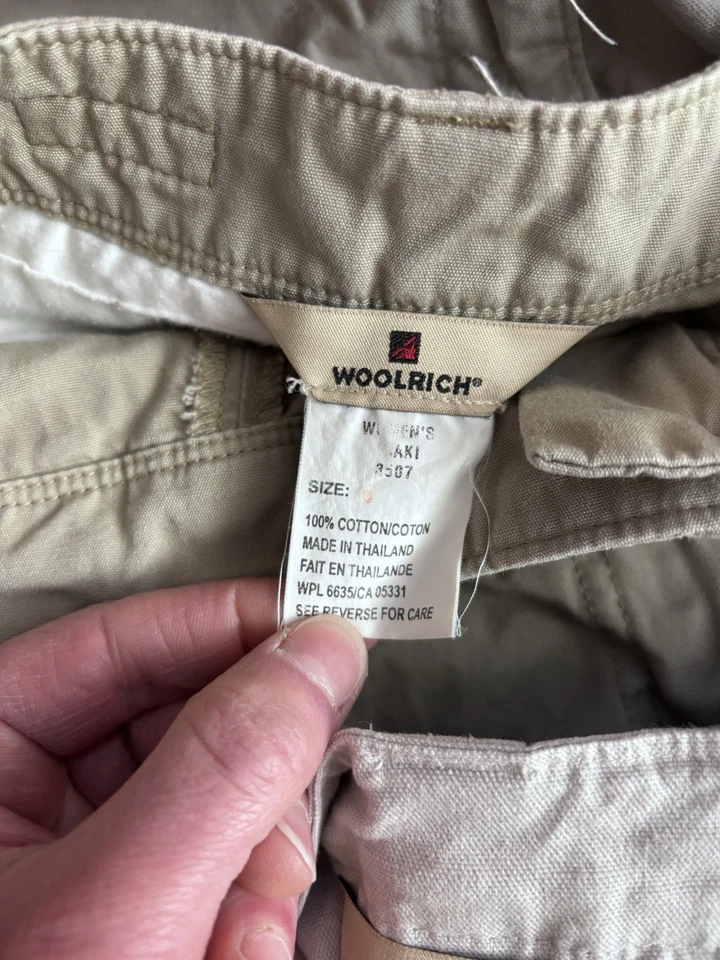 WOOLRICH®
SIZE:
100% COTTON/COTON
MADE IN THAILAND
FAIT EN THAILANDE
WPL 6635/CA 05331
SEE REVERSE FOR CARE